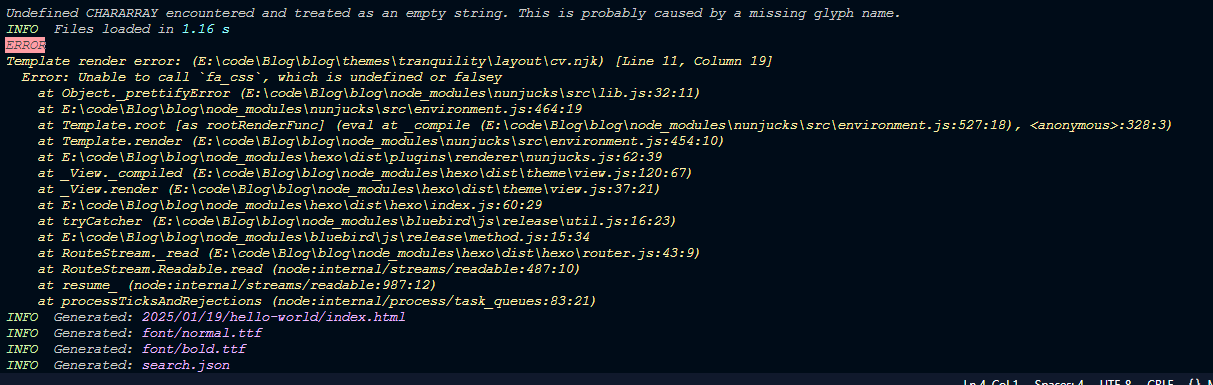 Undefined CHARARRAY encountered and treated as an empty string. This is probably caused by a missing glyph name.
INFO  Files loaded in 1.16 s
ERROR
Template render error: (E:\code\Blog\blog\themes\tranquility\layout\cv.njk) [Line 11, Column 19]
  Error: Unable to call `fa_css`, which is undefined or falsey
    at Object._prettifyError (E:\code\Blog\blog\node_modules\nunjucks\src\lib.js:32:11)
    at E:\code\Blog\blog\node_modules\nunjucks\src\environment.js:464:19
    at Template.root [as rootRenderFunc] (eval at _compile (E:\code\Blog\blog\node_modules\nunjucks\src\environment.js:527:18), <anonymous>:328:3)
    at Template.render (E:\code\Blog\blog\node_modules\nunjucks\src\environment.js:454:10)
    at E:\code\Blog\blog\node_modules\hexo\dist\plugins\renderer\nunjucks.js:62:39
    at _View._compiled (E:\code\Blog\blog\node_modules\hexo\dist\theme\view.js:120:67)
    at _View.render (E:\code\Blog\blog\node_modules\hexo\dist\theme\view.js:37:21)
    at E:\code\Blog\blog\node_modules\hexo\dist\hexo\index.js:60:29
    at tryCatcher (E:\code\Blog\blog\node_modules\bluebird\js\release\util.js:16:23)
    at E:\code\Blog\blog\node_modules\bluebird\js\release\method.js:15:34
    at RouteStream._read (E:\code\Blog\blog\node_modules\hexo\dist\hexo\router.js:43:9)
    at RouteStream.Readable.read (node:internal/streams/readable:487:10)
    at resume_ (node:internal/streams/readable:987:12)
    at processTicksAndRejections (node:internal/process/task_queues:83:21)
INFO  Generated: 2025/01/19/hello-world/index.html
INFO  Generated: font/normal.ttf
INFO  Generated: font/bold.ttf
INFO  Generated: search.json
Ln 4, Col 1  Spaces: 4  UTF-8  CRLF  {}